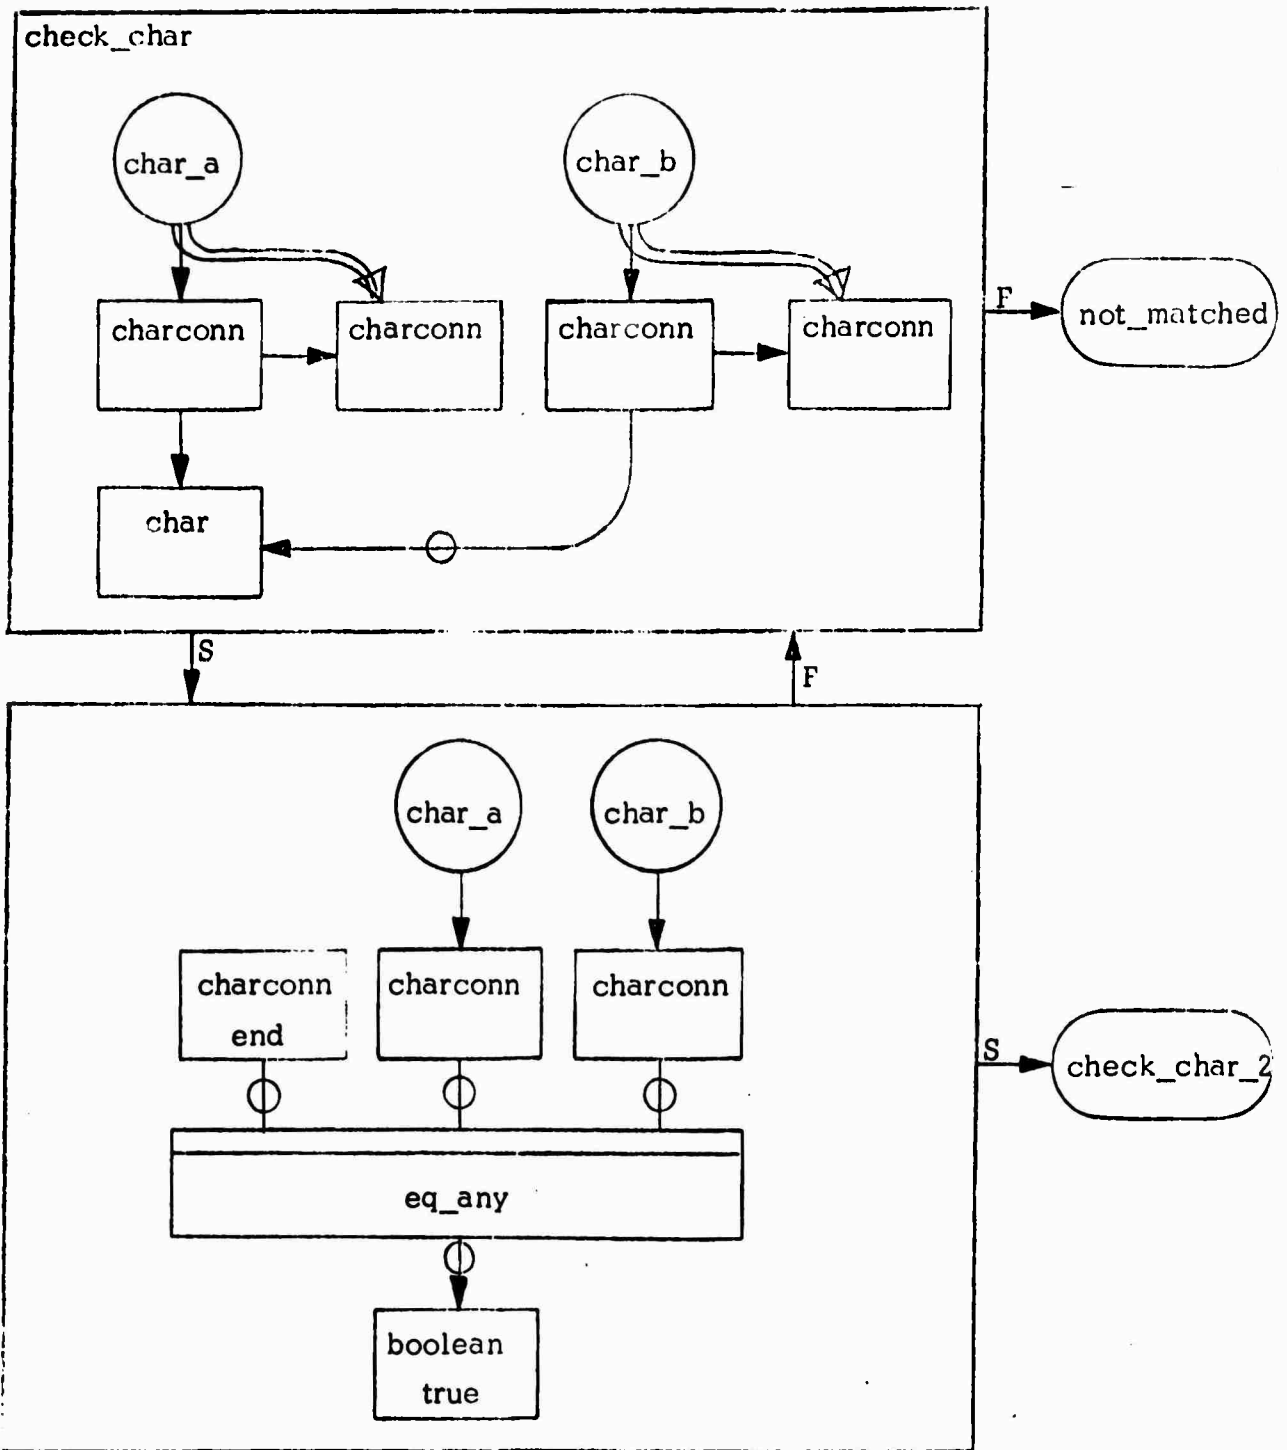 check_char
char_a
char_b
charconn
charconn
charconn
charconn
F
not_matched
char
S
F
char_a
char_b
charconn
end
charconn
charconn
S
check_char_2
eq_any
boolean
true